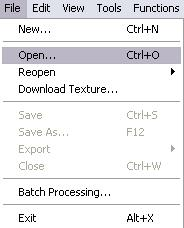 File Edit View Tools Functions
New... Ctrl+N
Open... Ctrl+O
Reopen
Download Texture...
Save Ctrl+S
Save As... F12
Export
Close Ctrl+W
Batch Processing...
Exit Alt+X